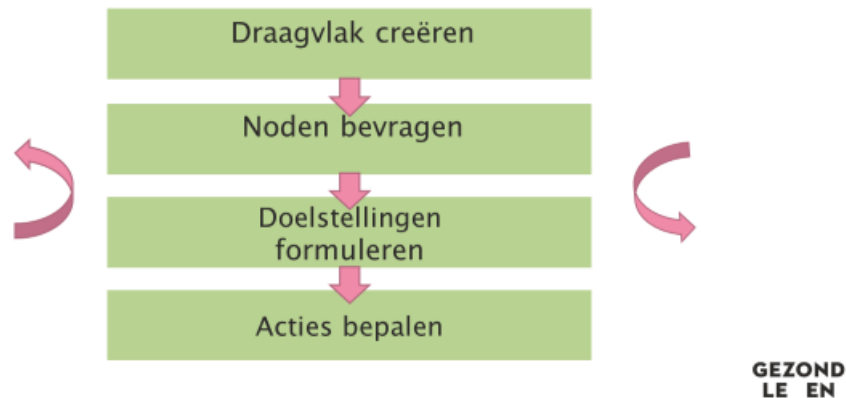 Draagvlak creëren
Noden bevragen
Doelstellingen
formuleren
Acties bepalen
GEZOND
LE EN